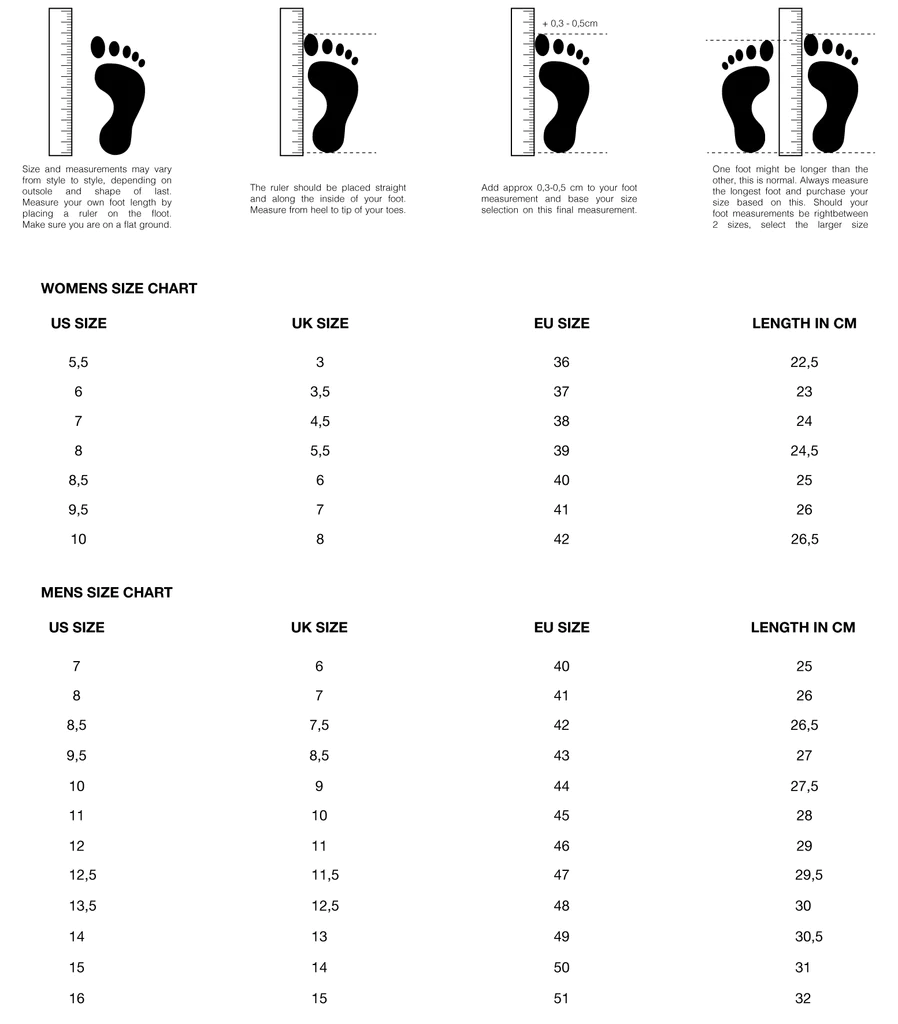 + 0,3 - 0,5cm
Size and measurements may vary
from style to style, depending on
outsole and shape of last.
Measure your own foot length by
placing a ruler on the floot.
Make sure you are on a flat ground.
The ruler should be placed straight
and along the inside of your foot.
Measure from heel to tip of your toes.
Add approx 0,3-0,5 cm to your foot
measurement and base your size
selection on this final measurement.
One foot might be longer than the
other, this is normal. Always measure
the longest foot and purchase your
size based on this. Should your
foot measurements be rightbetween
2 sizes, select the larger size
WOMENS SIZE CHART
US SIZE UK SIZE EU SIZE LENGTH IN CM
5,5 3 36 22,5
6 3,5 37 23
7 4,5 38 24
8 5,5 39 24,5
8,5 6 40 25
9,5 7 41 26
10 8 42 26,5
MENS SIZE CHART
US SIZE UK SIZE EU SIZE LENGTH IN CM
7 6 40 25
8 7 41 26
8,5 7,5 42 26,5
9,5 8,5 43 27
10 9 44 27,5
11 10 45 28
12 11 46 29
12,5 11,5 47 29,5
13,5 12,5 48 30
14 13 49 30,5
15 14 50 31
16 15 51 32